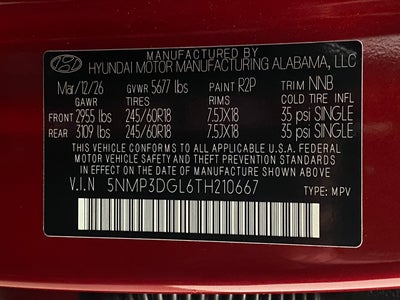 MANUFACTURED BY
HYUNDAI MOTOR MANUFACTURING ALABAMA, LLC
Mar/12/26 GVWR 5677 lbs PAINT R2P TRIM NNB
GAWR TIRES RIMS COLD TIRE INF.
FRONT 2955 lbs 245/60R18 7.5JX18 35 psi SINGLE
REAR 3109 lbs 245/60R18 7.5JX18 35 psi SINGLE
THIS VEHICLE CONFORMS TO ALL APPLICABLE U.S.A. FEDERAL
MOTOR VEHICLE SAFETY AND THEFT PREVENTION STANDARDS
IN EFFECT ON THE DATE OF MANUFACTURE SHOWN ABOVE.
V.I.N 5NMP3DGL6TH210667 TYPE: MPV